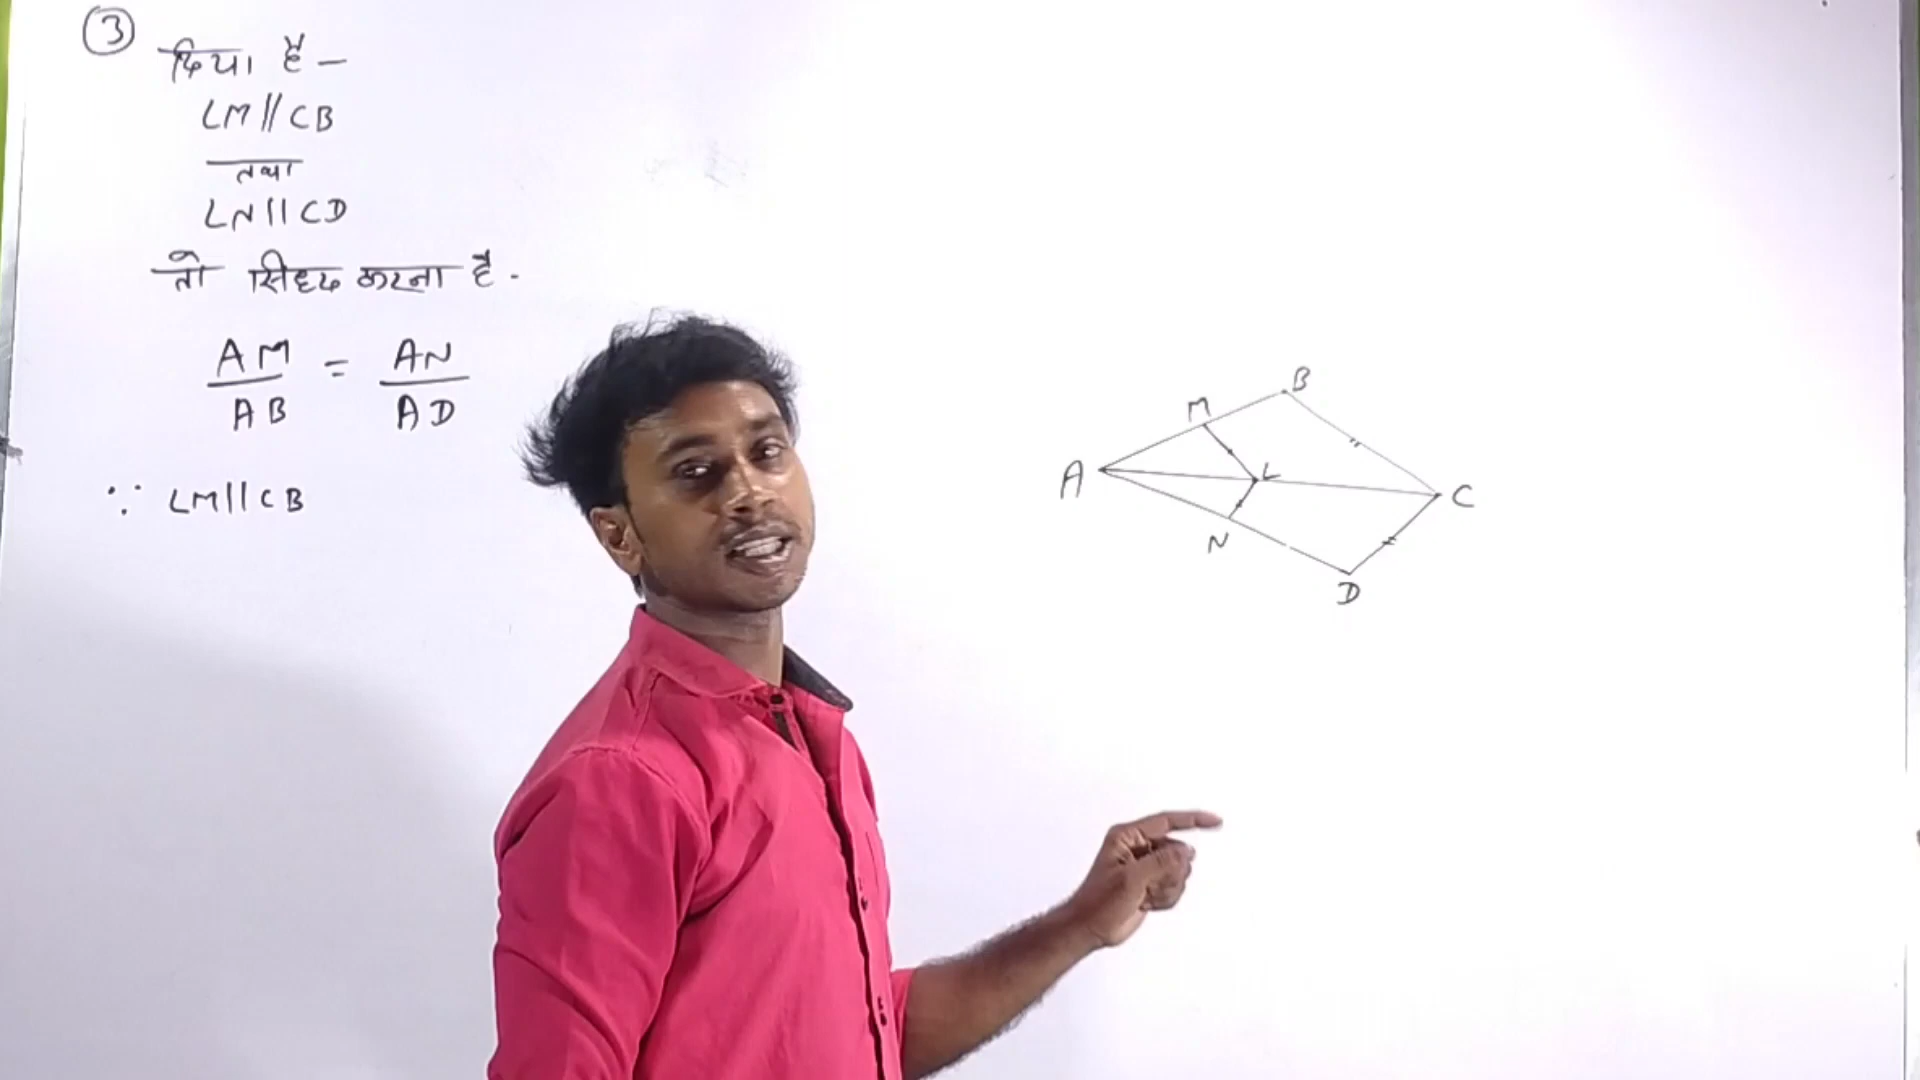 3
दिया है –
LM || CB
तथा
LN || CD
तो सिध्द करना है -
AM/AB = AN/AD
∵ LM || CB
B
M
A
L
C
N
D